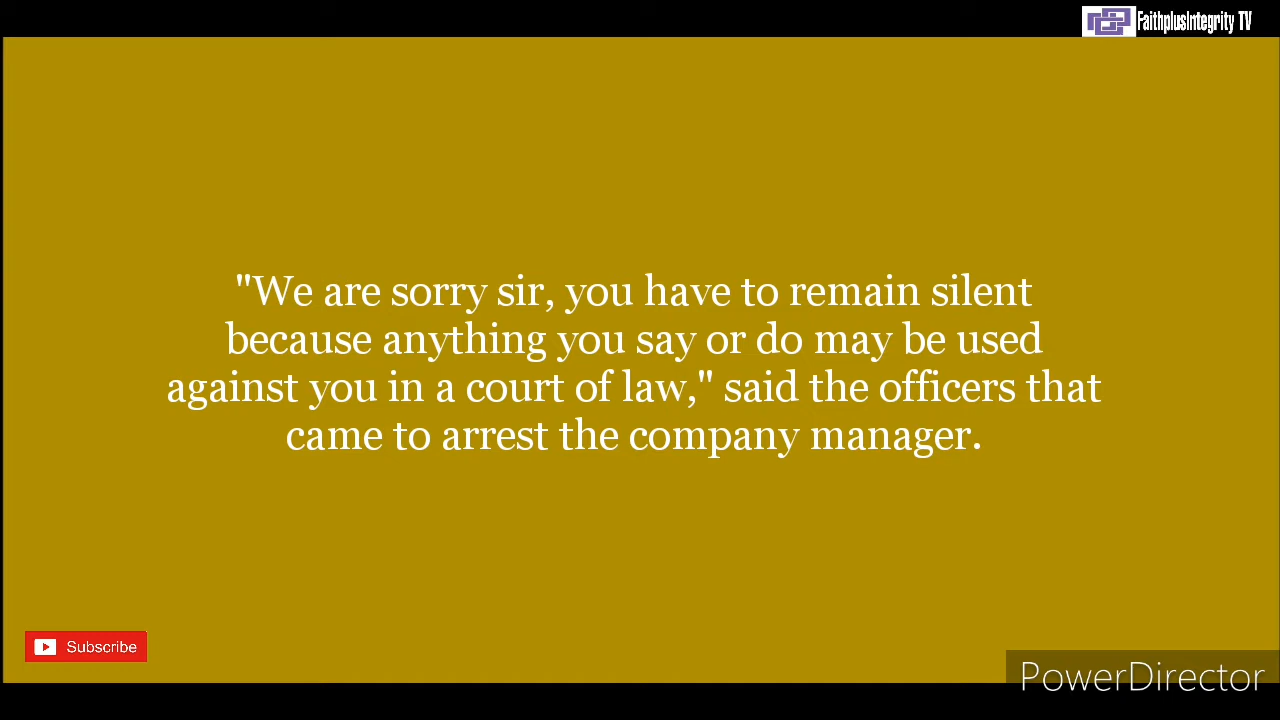 FaithplusIntegrity TV
"We are sorry sir, you have to remain silent
because anything you say or do may be used
against you in a court of law," said the officers that
came to arrest the company manager.
Subscribe
PowerDirector